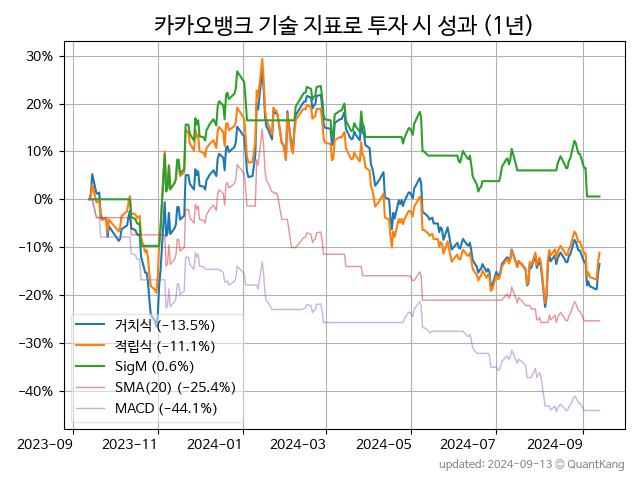 카카오뱅크 기술 지표로 투자 시 성과 (1년)
30%
20%
10%
0%
−10%
−20%
−30%
−40%
거치식 (−13.5%)
적립식 (−11.1%)
SigM (0.6%)
SMA(20) (−25.4%)
MACD (−44.1%)
2023-09 2023-11 2024-01 2024-03 2024-05 2024-07 2024-09
updated: 2024-09-13 ⓒ QuantKang